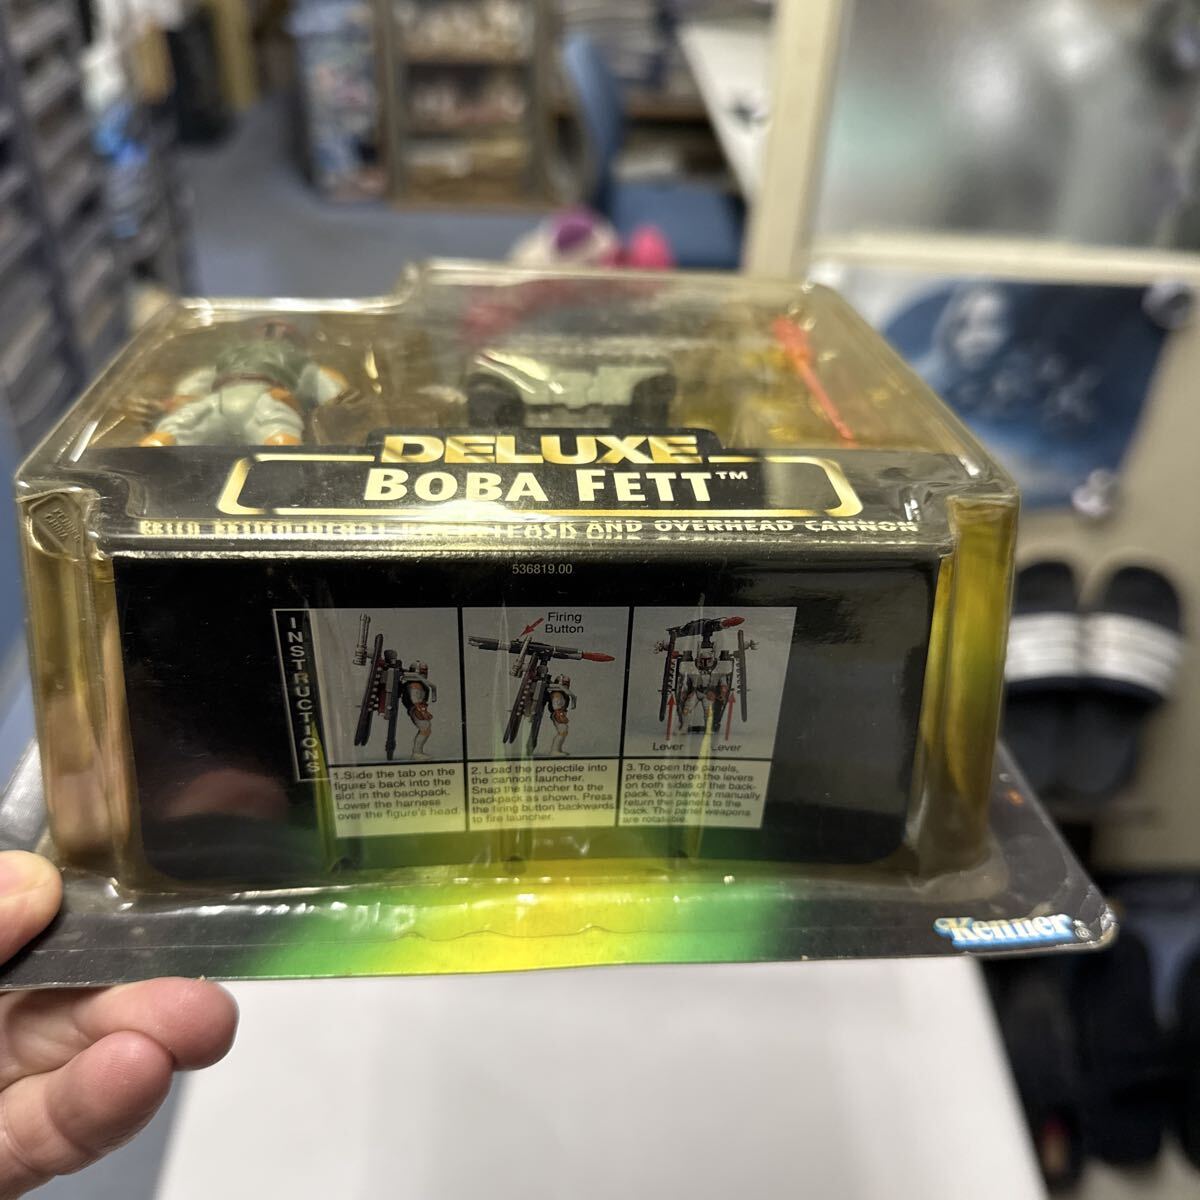 DELUXE
BOBA FETT™
PACK AND OVERHEAD CANNON
536819.00
INSTRUCTIONS
Firing
Button
Lever Lever
1. Slide the tab on the
figure's back into the
slot in the backpack.
Lower the harness
over the figure's head.
2. Load the projectile into
the cannon launcher.
Snap the launcher to the
backpack as shown. Press
the firing button backwards
to fire launcher.
3. To open the panels,
press down on the levers
on both sides of the back-
pack. You have to manually
return the panels to the
back. The panel weapons
are rotatable.
Kenner®